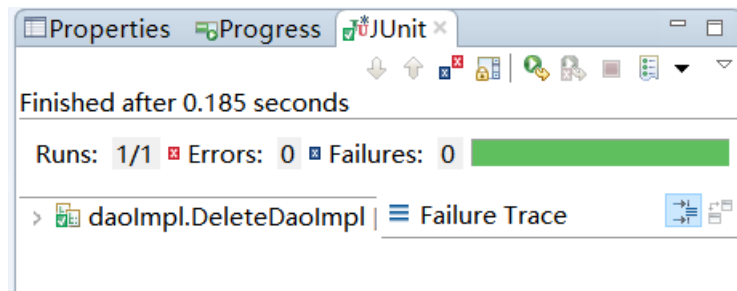 Properties Progress JUnit
Finished after 0.185 seconds
Runs: 1/1 Errors: 0 Failures: 0
daoImpl.DeleteDaoImpl Failure Trace